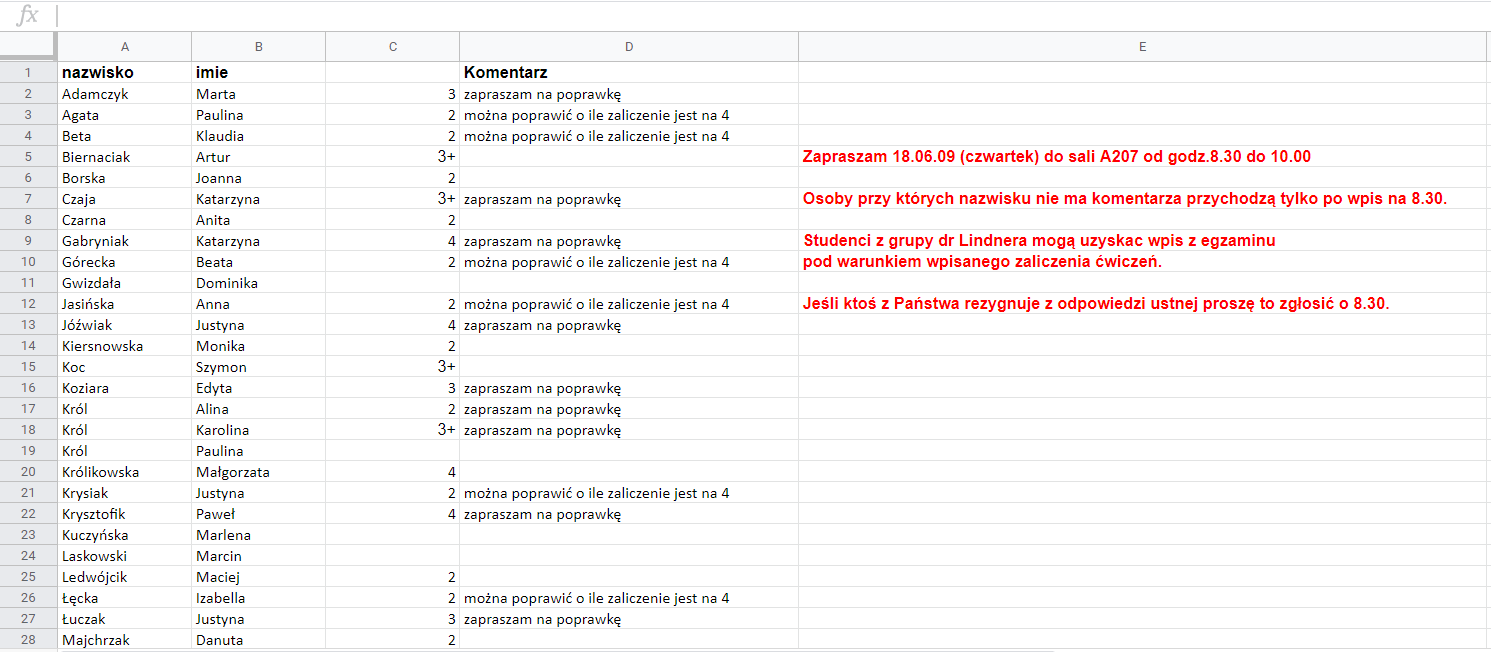 fx
A B C D E
1 nazwisko imie Komentarz
2 Adamczyk Marta 3 zapraszam na poprawkę
3 Agata Paulina 2 można poprawić o ile zaliczenie jest na 4
4 Beta Klaudia 2 można poprawić o ile zaliczenie jest na 4
5 Biernaciak Artur 3+ Zapraszam 18.06.09 (czwartek) do sali A207 od godz.8.30 do 10.00
6 Borska Joanna 2
7 Czaja Katarzyna 3+ zapraszam na poprawkę Osoby przy których nazwisku nie ma komentarza przychodzą tylko po wpis na 8.30.
8 Czarna Anita 2
9 Gabryniak Katarzyna 4 zapraszam na poprawkę Studenci z grupy dr Lindnera mogą uzyskac wpis z egzaminu
10 Górecka Beata 2 można poprawić o ile zaliczenie jest na 4 pod warunkiem wpisanego zaliczenia ćwiczeń.
11 Gwizdała Dominika
12 Jasińska Anna 2 można poprawić o ile zaliczenie jest na 4 Jeśli ktoś z Państwa rezygnuje z odpowiedzi ustnej proszę to zgłosić o 8.30.
13 Jóźwiak Justyna 4 zapraszam na poprawkę
14 Kiersnowska Monika 2
15 Koc Szymon 3+
16 Koziara Edyta 3 zapraszam na poprawkę
17 Król Alina 2 zapraszam na poprawkę
18 Król Karolina 3+ zapraszam na poprawkę
19 Król Paulina
20 Królikowska Małgorzata 4
21 Krysiak Justyna 2 można poprawić o ile zaliczenie jest na 4
22 Krysztofik Paweł 4 zapraszam na poprawkę
23 Kuczyńska Marlena
24 Laskowski Marcin
25 Ledwójcik Maciej 2
26 Łęcka Izabella 2 można poprawić o ile zaliczenie jest na 4
27 Łuczak Justyna 3 zapraszam na poprawkę
28 Majchrzak Danuta 2